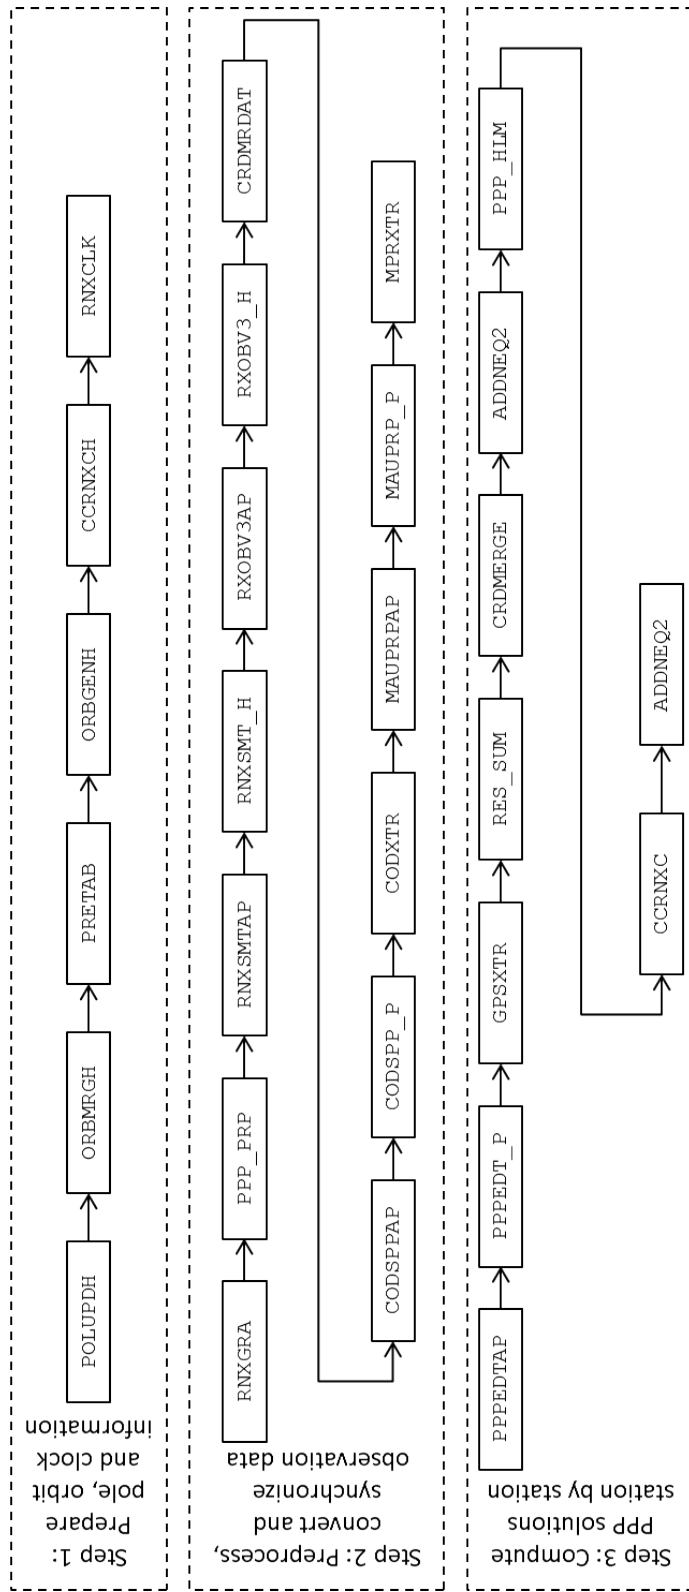 Step 1:
Prepare
pole, orbit
and clock
information
POLUPDH
ORBMRGH
PRETAB
ORBGENH
CCRNXCH
RNXCLK
Step 2: Preprocess,
convert and
synchronize
observation data
RNXGRA
PPP_PRP
RNXSMTAP
RNXSMT_H
RXOBV3AP
RXOBV3_H
CRDMRDAT
CODSPPAP
CODSPP_P
CODXTR
MAUPRPAP
MAUPRP_P
MPRXTR
Step 3: Compute
PPP solutions
station by station
PPPEDTAP
PPPEDT_P
GPSXTR
RES_SUM
CRDMERGE
ADDNEQ2
PPP_HLM
CCRNXC
ADDNEQ2